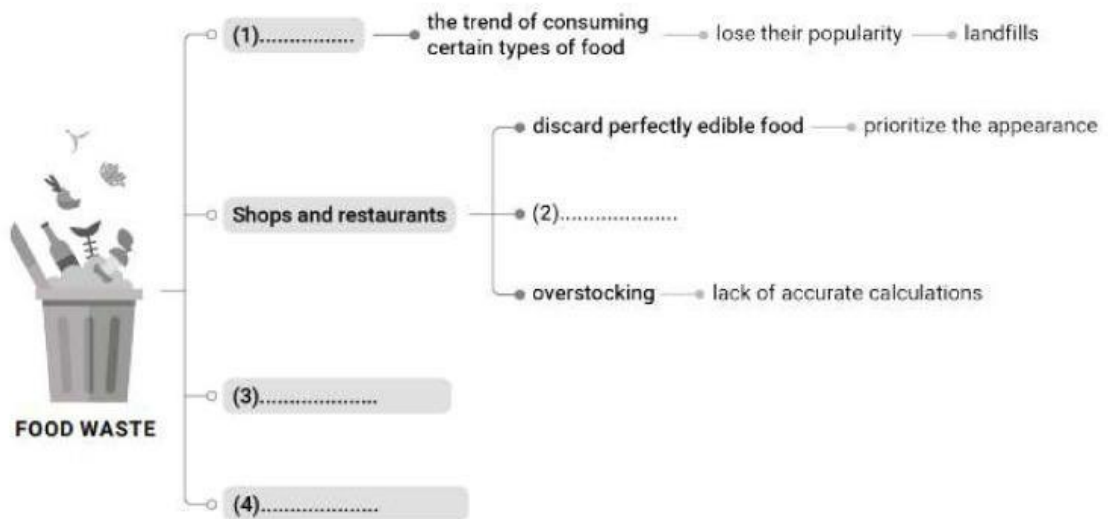 (1)................
the trend of consuming
certain types of food
lose their popularity
landfills
discard perfectly edible food
prioritize the appearance
Shops and restaurants
(2)....................
overstocking
lack of accurate calculations
(3)....................
FOOD WASTE
(4)....................